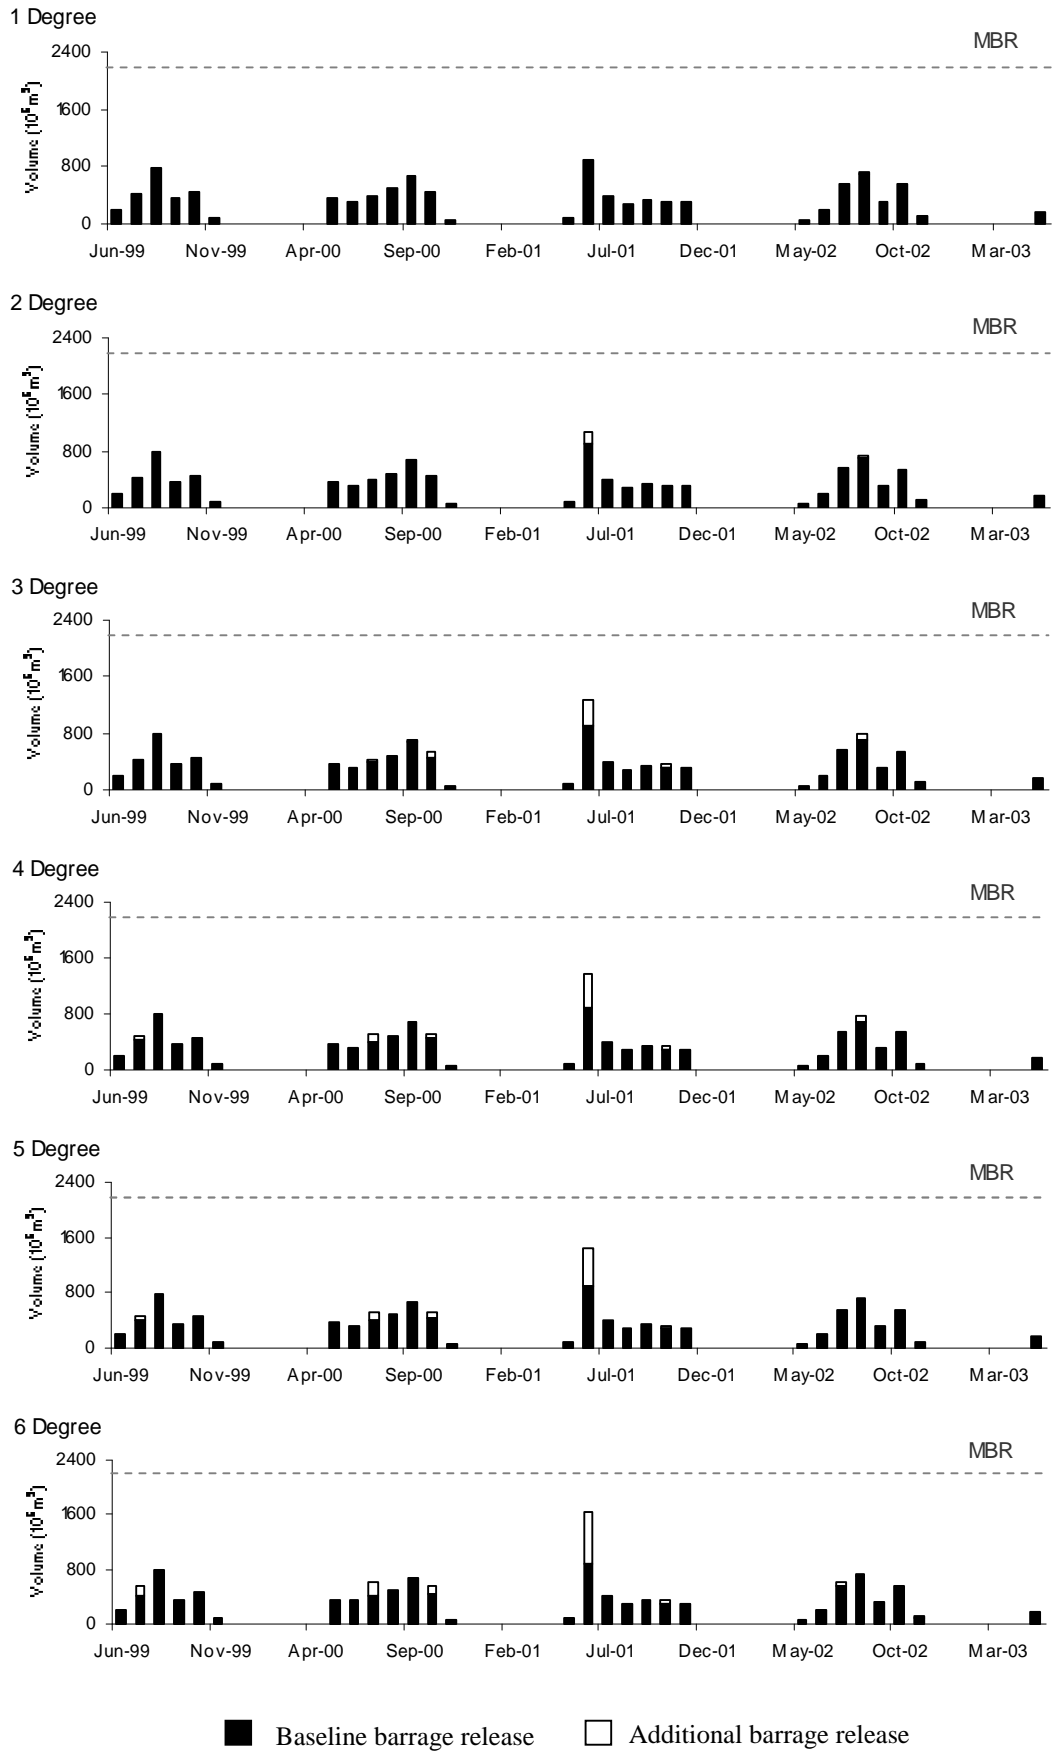 1 Degree
MBR
2400
1600
800
0
Volume (10⁶m³)
Jun-99 Nov-99 Apr-00 Sep-00 Feb-01 Jul-01 Dec-01 May-02 Oct-02 Mar-03
2 Degree
MBR
2400
1600
800
0
Volume (10⁶m³)
Jun-99 Nov-99 Apr-00 Sep-00 Feb-01 Jul-01 Dec-01 May-02 Oct-02 Mar-03
3 Degree
MBR
2400
1600
800
0
Volume (10⁶m³)
Jun-99 Nov-99 Apr-00 Sep-00 Feb-01 Jul-01 Dec-01 May-02 Oct-02 Mar-03
4 Degree
MBR
2400
1600
800
0
Volume (10⁶m³)
Jun-99 Nov-99 Apr-00 Sep-00 Feb-01 Jul-01 Dec-01 May-02 Oct-02 Mar-03
5 Degree
MBR
2400
1600
800
0
Volume (10⁶m³)
Jun-99 Nov-99 Apr-00 Sep-00 Feb-01 Jul-01 Dec-01 May-02 Oct-02 Mar-03
6 Degree
MBR
2400
1600
800
0
Volume (10⁶m³)
Jun-99 Nov-99 Apr-00 Sep-00 Feb-01 Jul-01 Dec-01 May-02 Oct-02 Mar-03
Baseline barrage release Additional barrage release